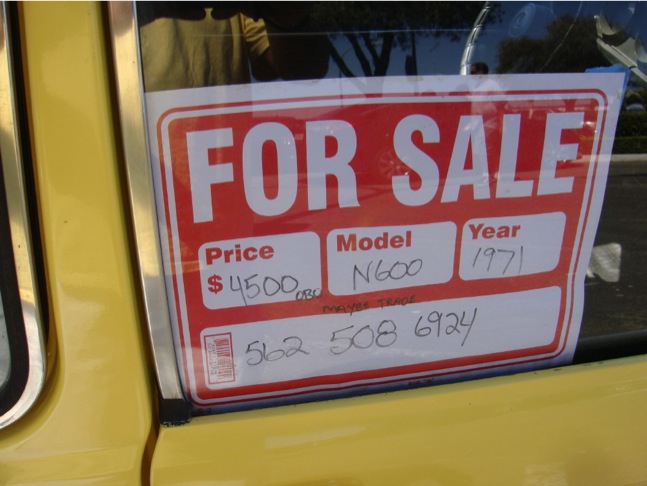 FOR SALE
Price Model Year
$ 4500 OBO N600 1971
MAYBE TRADE
562 508 6924